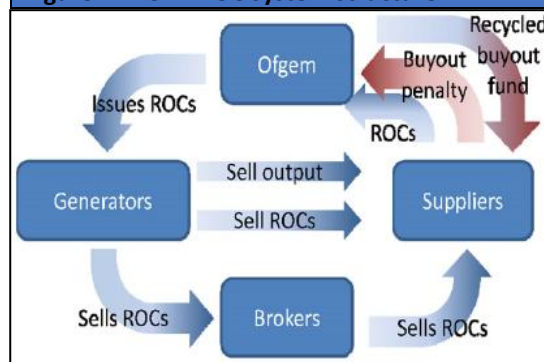 Recycled
buyout
fund
Buyout
penalty
Ofgem
ROCs
Issues ROCs
Generators
Sell output
Sell ROCs
Suppliers
Sells ROCs
Brokers
Sells ROCs